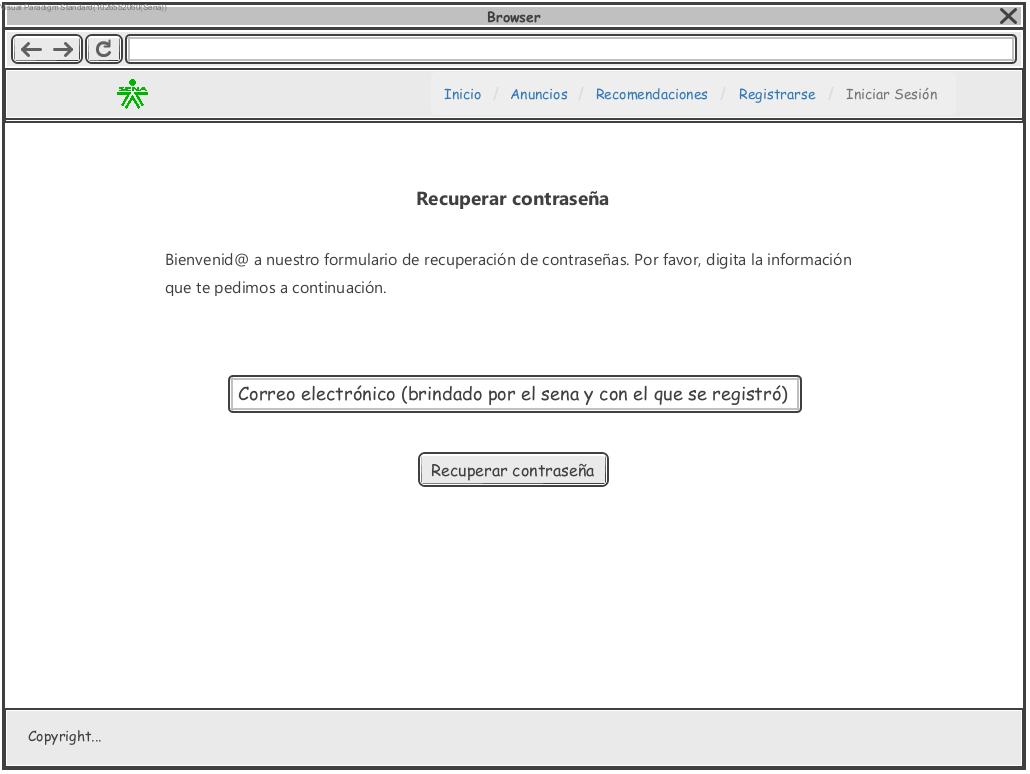 Visual Paradigm Standard(1026552060(Sena))
Browser
SENA
Inicio / Anuncios / Recomendaciones / Registrarse / Iniciar Sesión
Recuperar contraseña
Bienvenid@ a nuestro formulario de recuperación de contraseñas. Por favor, digita la información
que te pedimos a continuación.
Correo electrónico (brindado por el sena y con el que se registró)
Recuperar contraseña
Copyright...